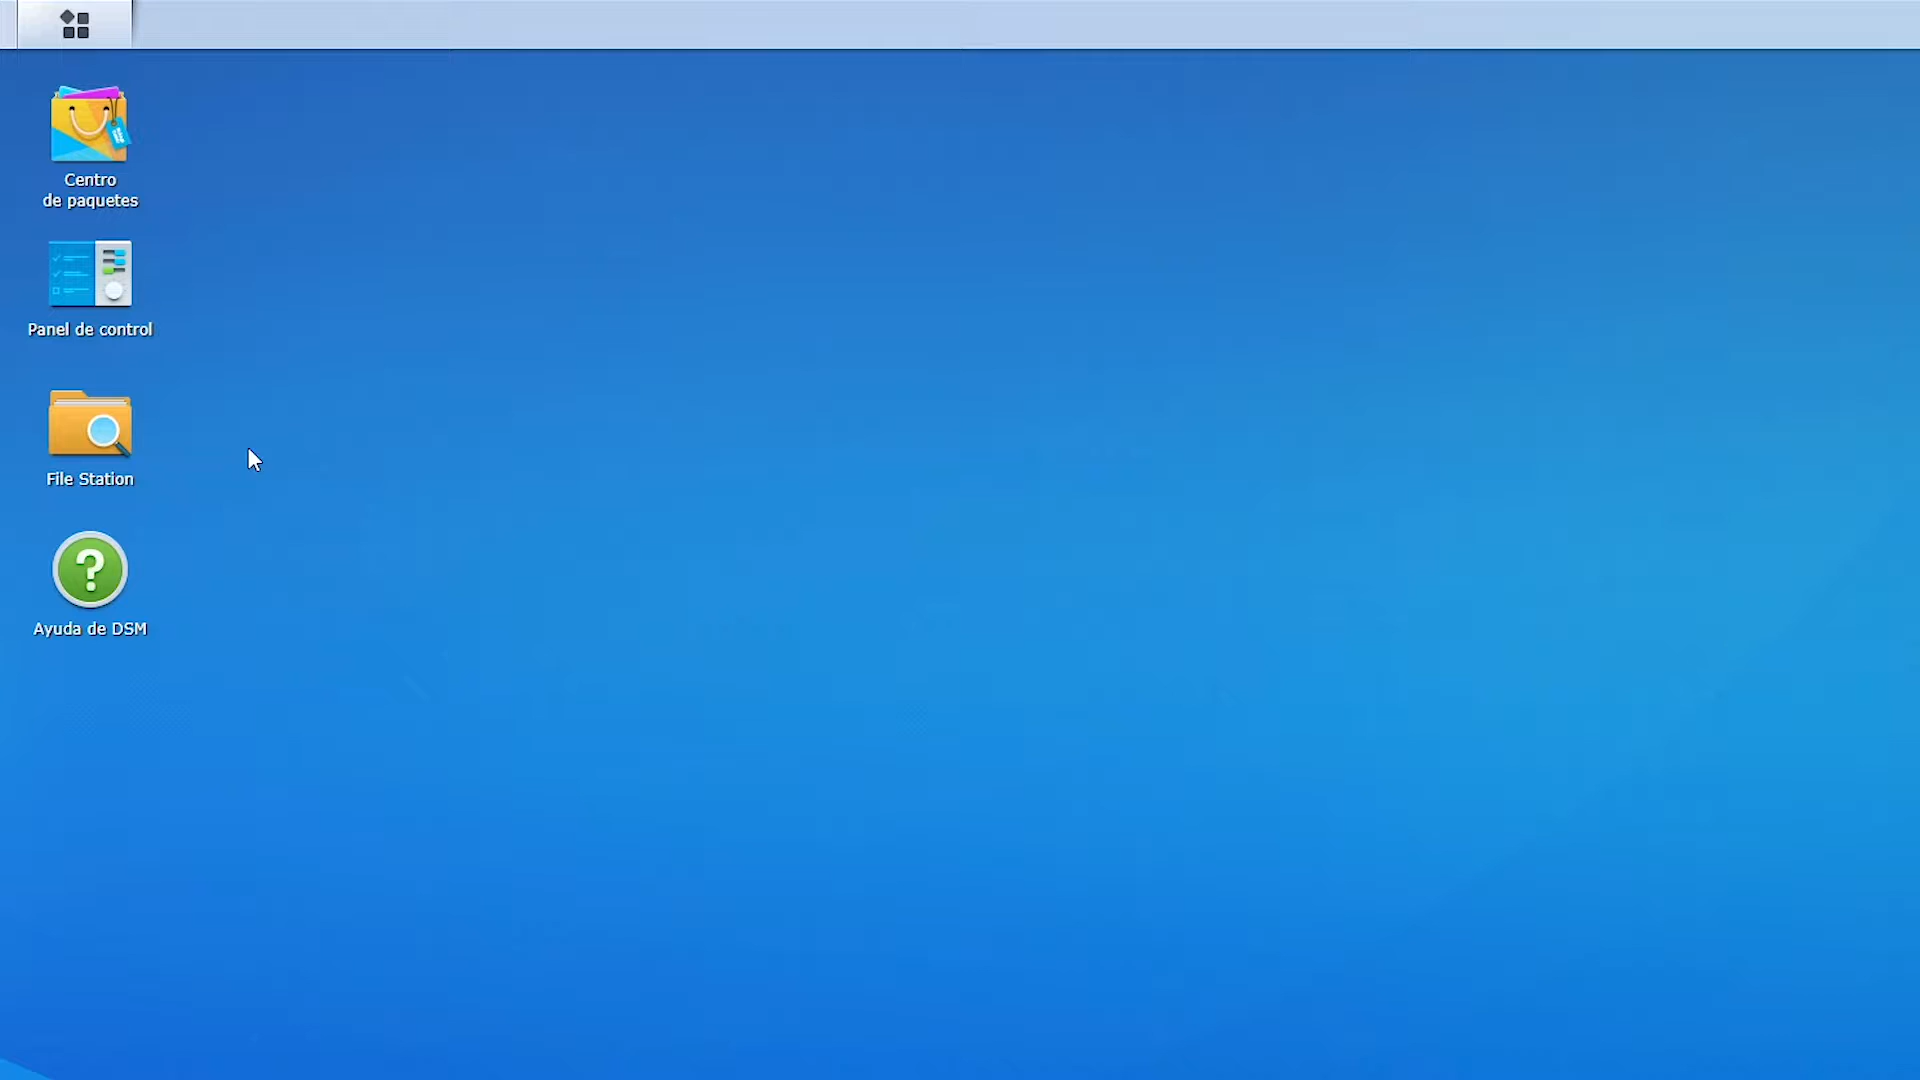 Centro
de paquetes
Panel de control
File Station
Ayuda de DSM